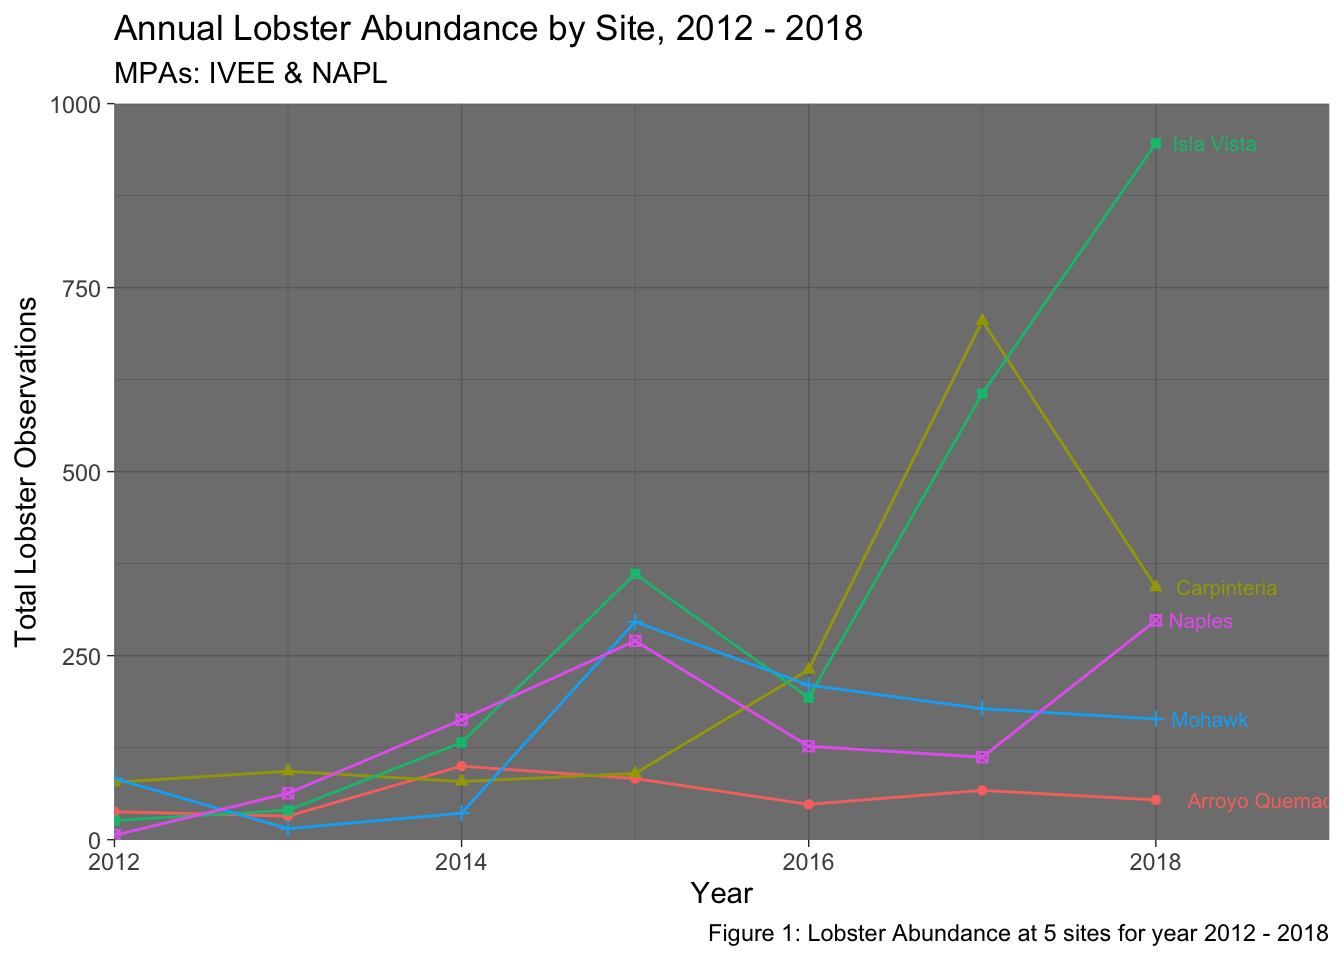 Annual Lobster Abundance by Site, 2012 - 2018
MPAs: IVEE & NAPL
Total Lobster Observations
1000
750
500
250
0
Isla Vista
Carpinteria
Naples
Mohawk
Arroyo Quemad
2012
2014
2016
2018
Year
Figure 1: Lobster Abundance at 5 sites for year 2012 - 2018